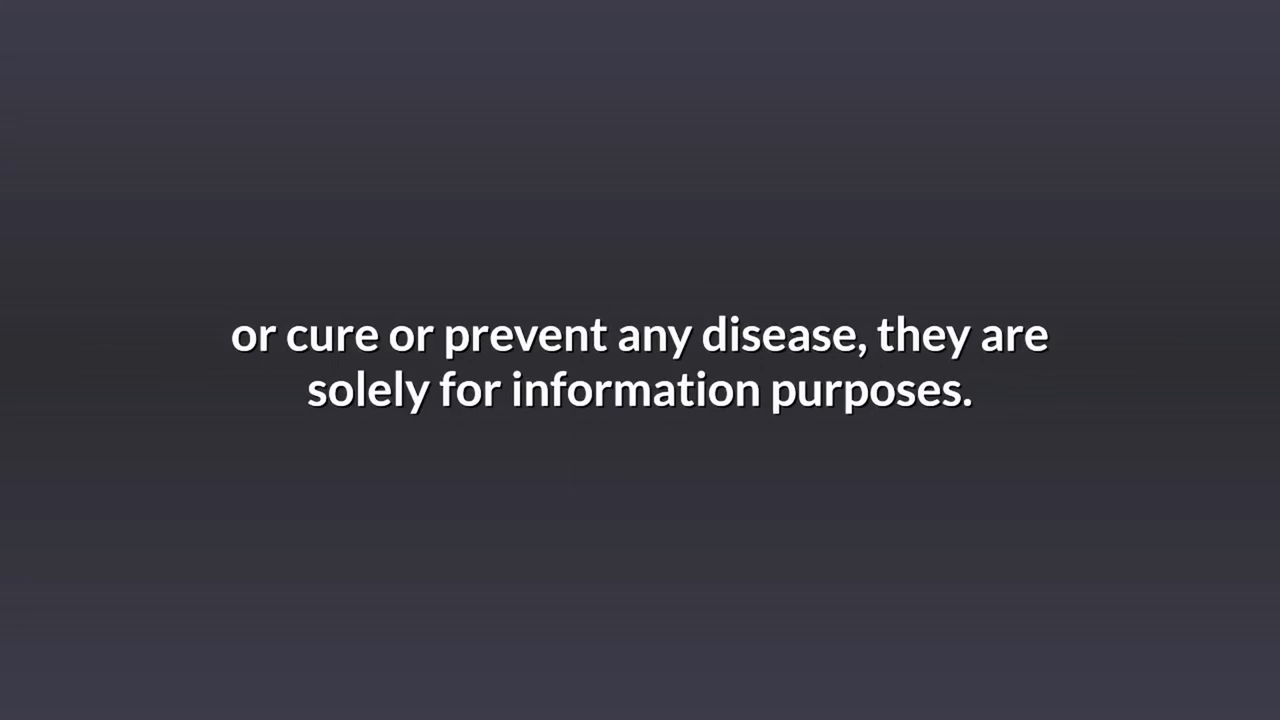 or cure or prevent any disease, they are
solely for information purposes.